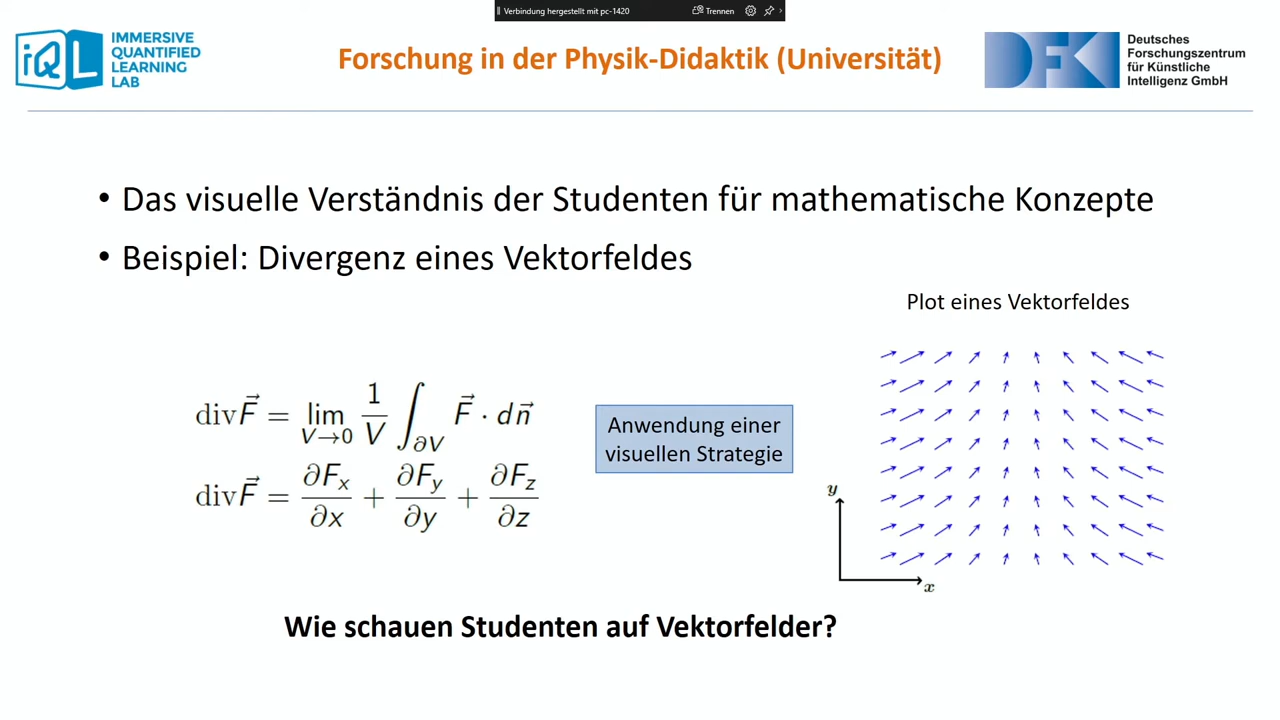 Verbindung hergestellt mit pc-1420
Trennen
iQL
IMMERSIVE
QUANTIFIED
LEARNING
LAB
Forschung in der Physik-Didaktik (Universität)
DFKI
Deutsches
Forschungszentrum
für Künstliche
Intelligenz GmbH
• Das visuelle Verständnis der Studenten für mathematische Konzepte
• Beispiel: Divergenz eines Vektorfeldes
Plot eines Vektorfeldes
div F⃗ = lim_{V→0} 1/V ∫_{∂V} F⃗ · dn⃗
div F⃗ = ∂F_x/∂x + ∂F_y/∂y + ∂F_z/∂z
Anwendung einer
visuellen Strategie
y
x
Wie schauen Studenten auf Vektorfelder?